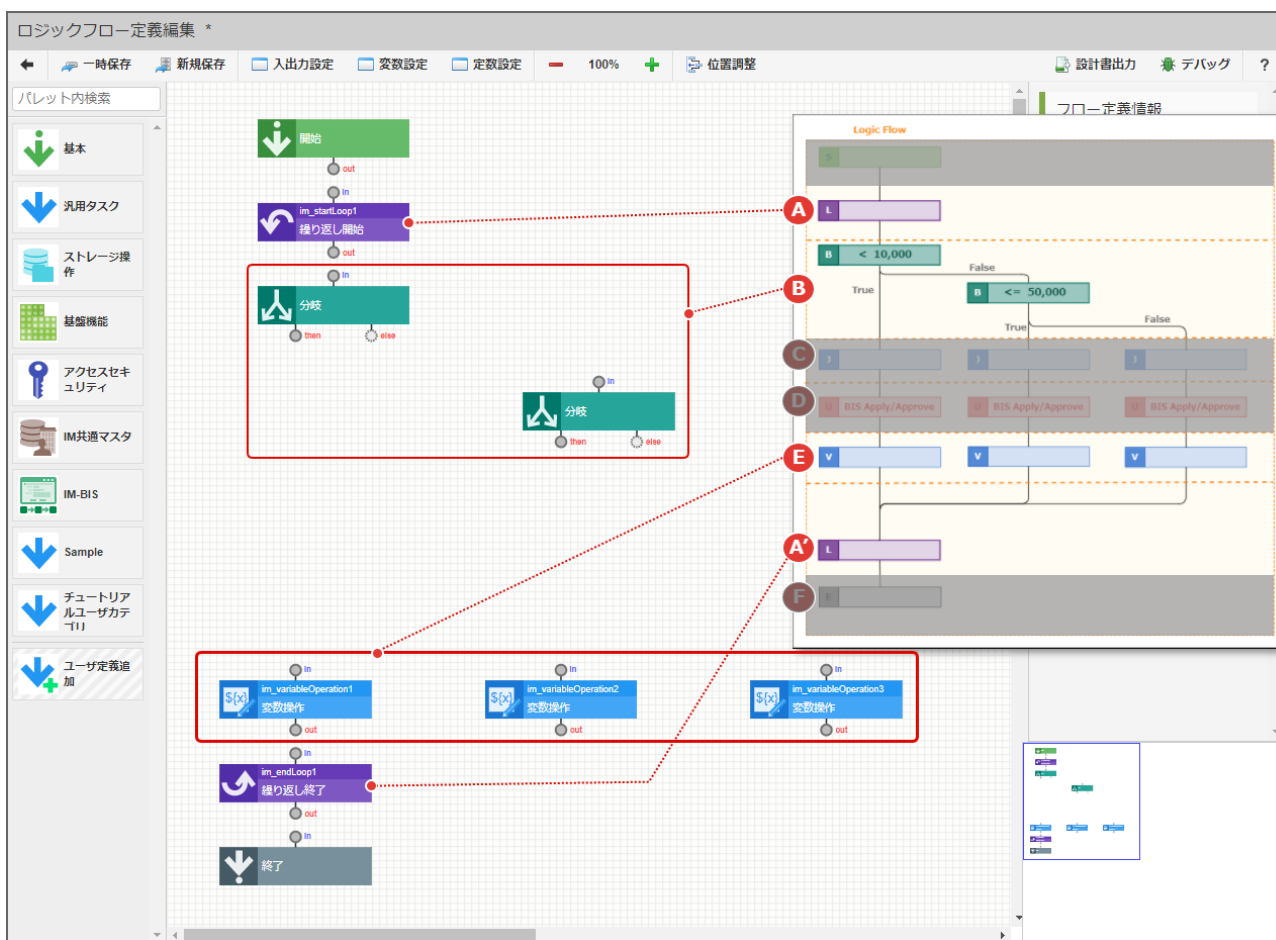 ロジックフロー定義編集 *
一時保存
新規保存
入出力設定
変数設定
定数設定
100%
位置調整
設計書出力
デバッグ
?
パレット内検索
基本
汎用タスク
ストレージ操
作
基盤機能
アクセスセキ
ュリティ
IM共通マスタ
IM-BIS
Sample
チュートリア
ルユーザカテ
ゴリ
ユーザ定義追
加
開始
out
in
im_startLoop1
繰り返し開始
out
in
分岐
then
else
in
分岐
then
else
in
im_variableOperation1
${x}
変数操作
out
in
im_variableOperation2
${x}
変数操作
out
in
im_variableOperation3
${x}
変数操作
out
in
im_endLoop1
繰り返し終了
out
in
終了
フロー定義情報
Logic Flow
S
A
L
B
B
< 10,000
False
True
B
<= 50,000
True
False
C
J
J
J
D
U
BIS Apply/Approve
U
BIS Apply/Approve
U
BIS Apply/Approve
E
V
V
V
A′
L
F
E